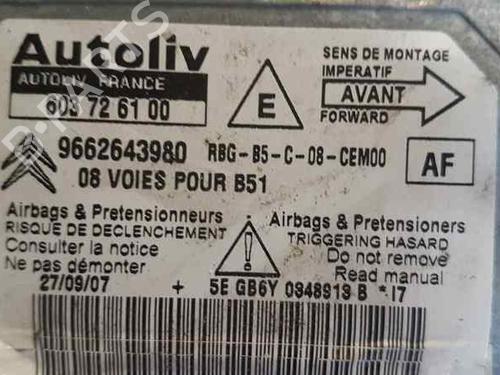 Autoliv
AUTOLIV FRANCE
603 72 61 00
E
SENS DE MONTAGE
IMPERATIF
AVANT
FORWARD
9662643980 RBG-B5-C-08-CEM00
AF
08 VOIES POUR B51
Airbags & Pretensionneurs
RISQUE DE DECLENCHEMENT
Consulter la notice
Ne pas démonter
Airbags & Pretensioners
TRIGGERING HASARD
Do not remove
Read manual
27/09/07 + 5E GB6Y 0348913 B *I7